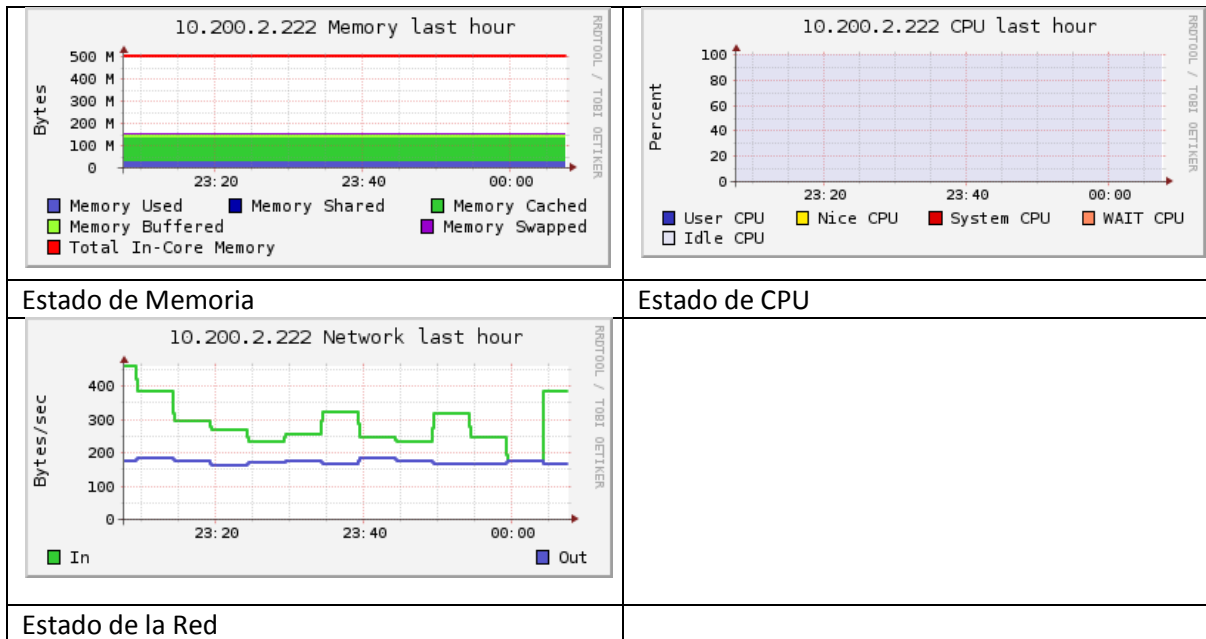 10.200.2.222 Memory last hour
RRDTOOL / TOBI OETIKER
Bytes
500 M
400 M
300 M
200 M
100 M
0
23:20 23:40 00:00
Memory Used Memory Shared Memory Cached
Memory Buffered Memory Swapped
Total In-Core Memory
10.200.2.222 CPU last hour
RRDTOOL / TOBI OETIKER
Percent
100
80
60
40
20
0
23:20 23:40 00:00
User CPU Nice CPU System CPU WAIT CPU
Idle CPU
Estado de Memoria
Estado de CPU
10.200.2.222 Network last hour
RRDTOOL / TOBI OETIKER
Bytes/sec
400
300
200
100
0
23:20 23:40 00:00
In Out
Estado de la Red